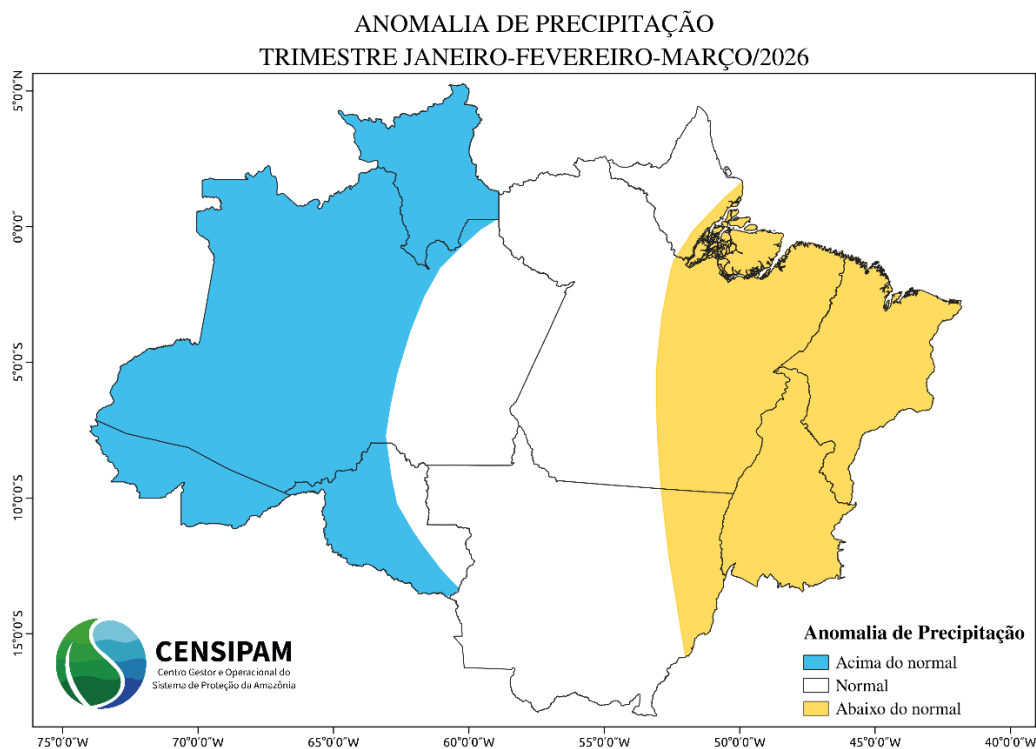 ANOMALIA DE PRECIPITAÇÃO
TRIMESTRE JANEIRO-FEVEREIRO-MARÇO/2026
5°0'0"N
0°0'0"
5°0'0"S
10°0'0"S
15°0'0"S
CENSIPAM
Centro Gestor e Operacional do
Sistema de Proteção da Amazônia
Anomalia de Precipitação
Acima do normal
Normal
Abaixo do normal
75°0'0"W 70°0'0"W 65°0'0"W 60°0'0"W 55°0'0"W 50°0'0"W 45°0'0"W 40°0'0"W